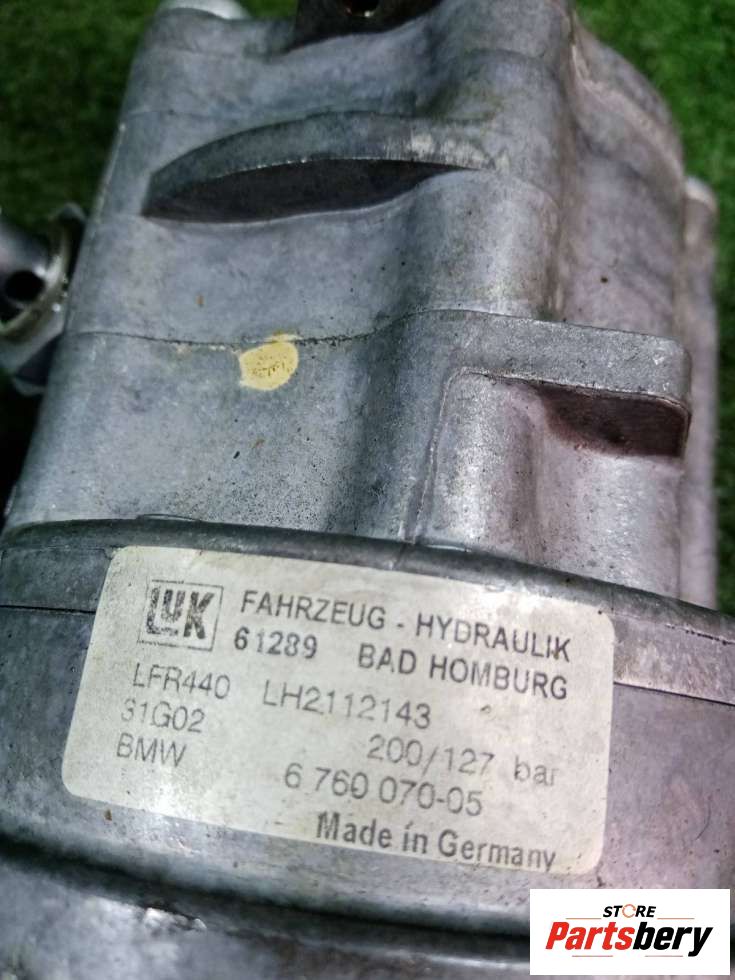 LuK FAHRZEUG - HYDRAULIK
61289 BAD HOMBURG
LFR440 LH2112143
31G02 200/127 bar
BMW 6 760 070-05
Made in Germany
STORE
Partsbery